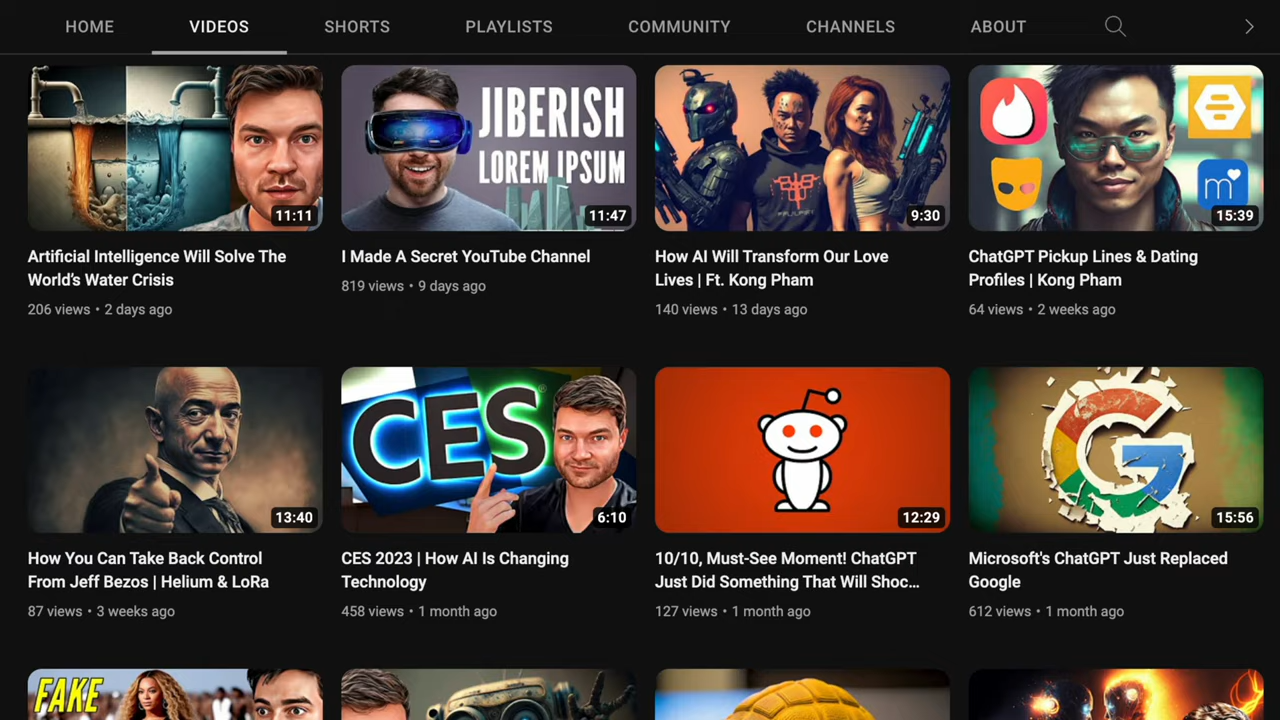 HOME VIDEOS SHORTS PLAYLISTS COMMUNITY CHANNELS ABOUT
11:11
JIBERISH
LOREM IPSUM
11:47
9:30
m
15:39
Artificial Intelligence Will Solve The
World's Water Crisis
206 views • 2 days ago
I Made A Secret YouTube Channel
819 views • 9 days ago
How AI Will Transform Our Love
Lives | Ft. Kong Pham
140 views • 13 days ago
ChatGPT Pickup Lines & Dating
Profiles | Kong Pham
64 views • 2 weeks ago
13:40
CES®
6:10
12:29
G
15:56
How You Can Take Back Control
From Jeff Bezos | Helium & LoRa
87 views • 3 weeks ago
CES 2023 | How AI Is Changing
Technology
458 views • 1 month ago
10/10, Must-See Moment! ChatGPT
Just Did Something That Will Shoc...
127 views • 1 month ago
Microsoft's ChatGPT Just Replaced
Google
612 views • 1 month ago
FAKE